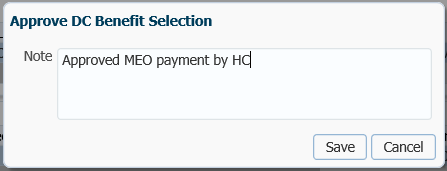 Approve DC Benefit Selection
Note
Approved MEO payment by HC
Save Cancel